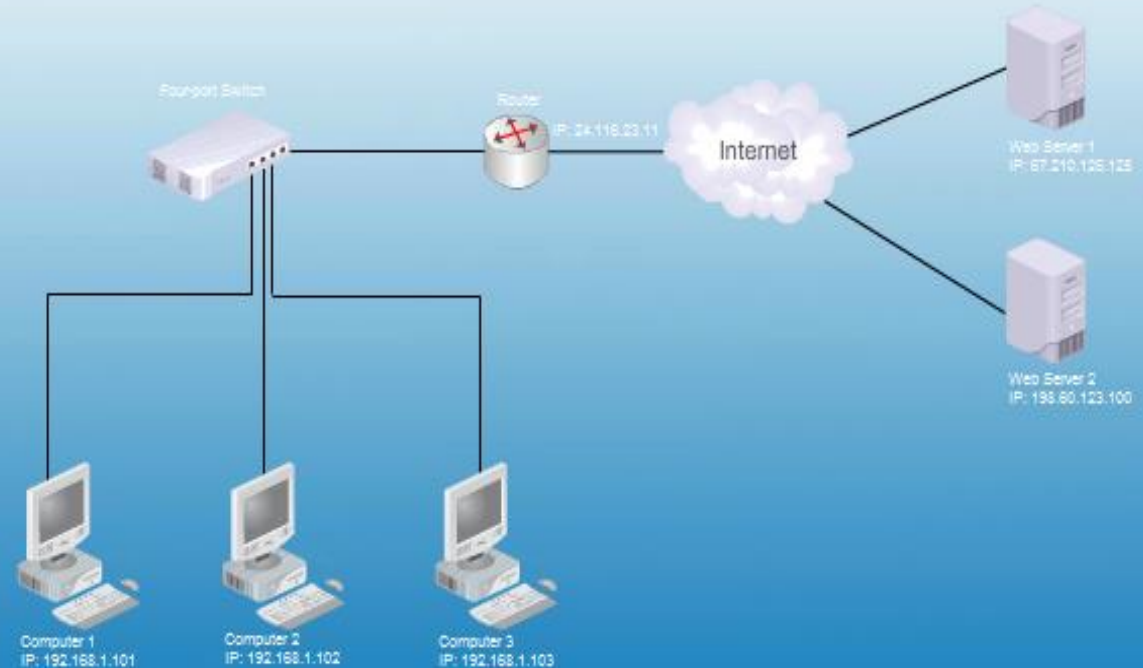 Four-port Switch
Router
IP: 24.116.23.11
Internet
Web Server 1
IP: 67.210.126.125
Web Server 2
IP: 198.60.123.100
Computer 1
IP: 192.168.1.101
Computer 2
IP: 192.168.1.102
Computer 3
IP: 192.168.1.103